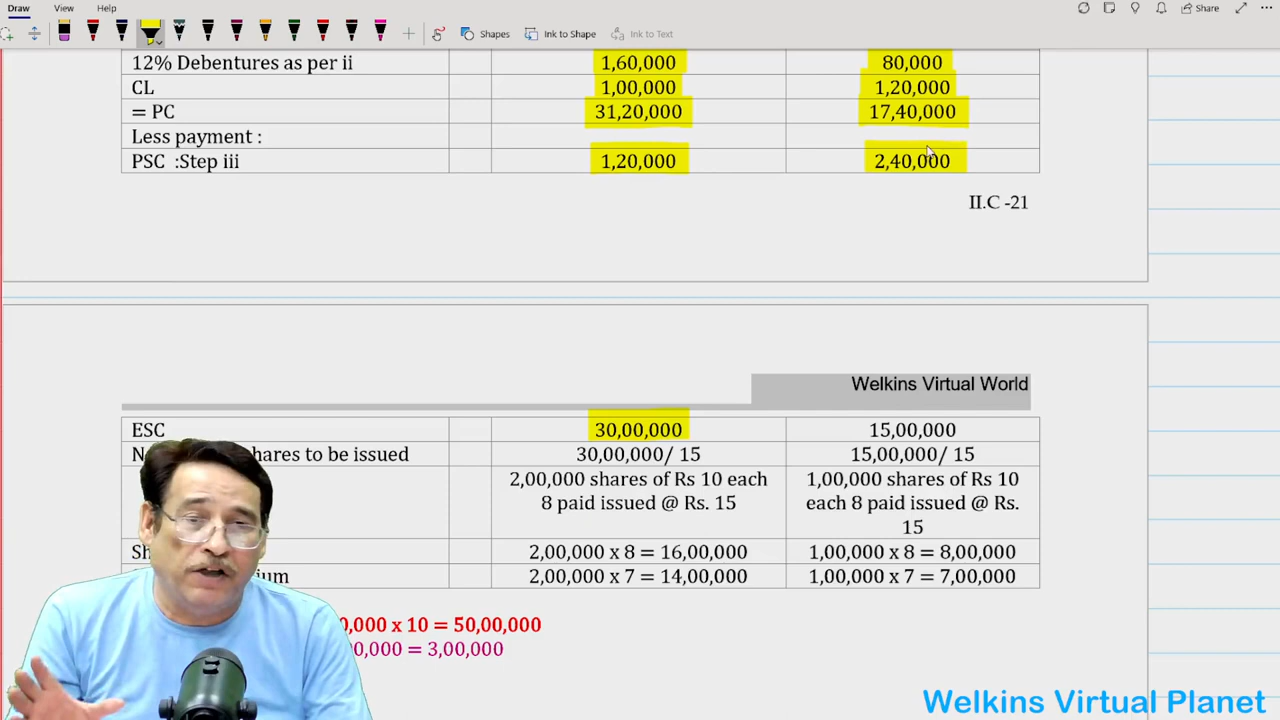 Draw View Help
Share
Shapes Ink to Shape Ink to Text
12% Debentures as per ii 1,60,000 80,000
CL 1,00,000 1,20,000
= PC 31,20,000 17,40,000
Less payment :
PSC :Step iii 1,20,000 2,40,000
II.C -21
Welkins Virtual World
ESC 30,00,000 15,00,000
hares to be issued 30,00,000/ 15 15,00,000/ 15
2,00,000 shares of Rs 10 each 1,00,000 shares of Rs 10
8 paid issued @ Rs. 15 each 8 paid issued @ Rs.
15
Sh 2,00,000 x 8 = 16,00,000 1,00,000 x 8 = 8,00,000
ium 2,00,000 x 7 = 14,00,000 1,00,000 x 7 = 7,00,000
0,000 x 10 = 50,00,000
00,000 = 3,00,000
Welkins Virtual Planet